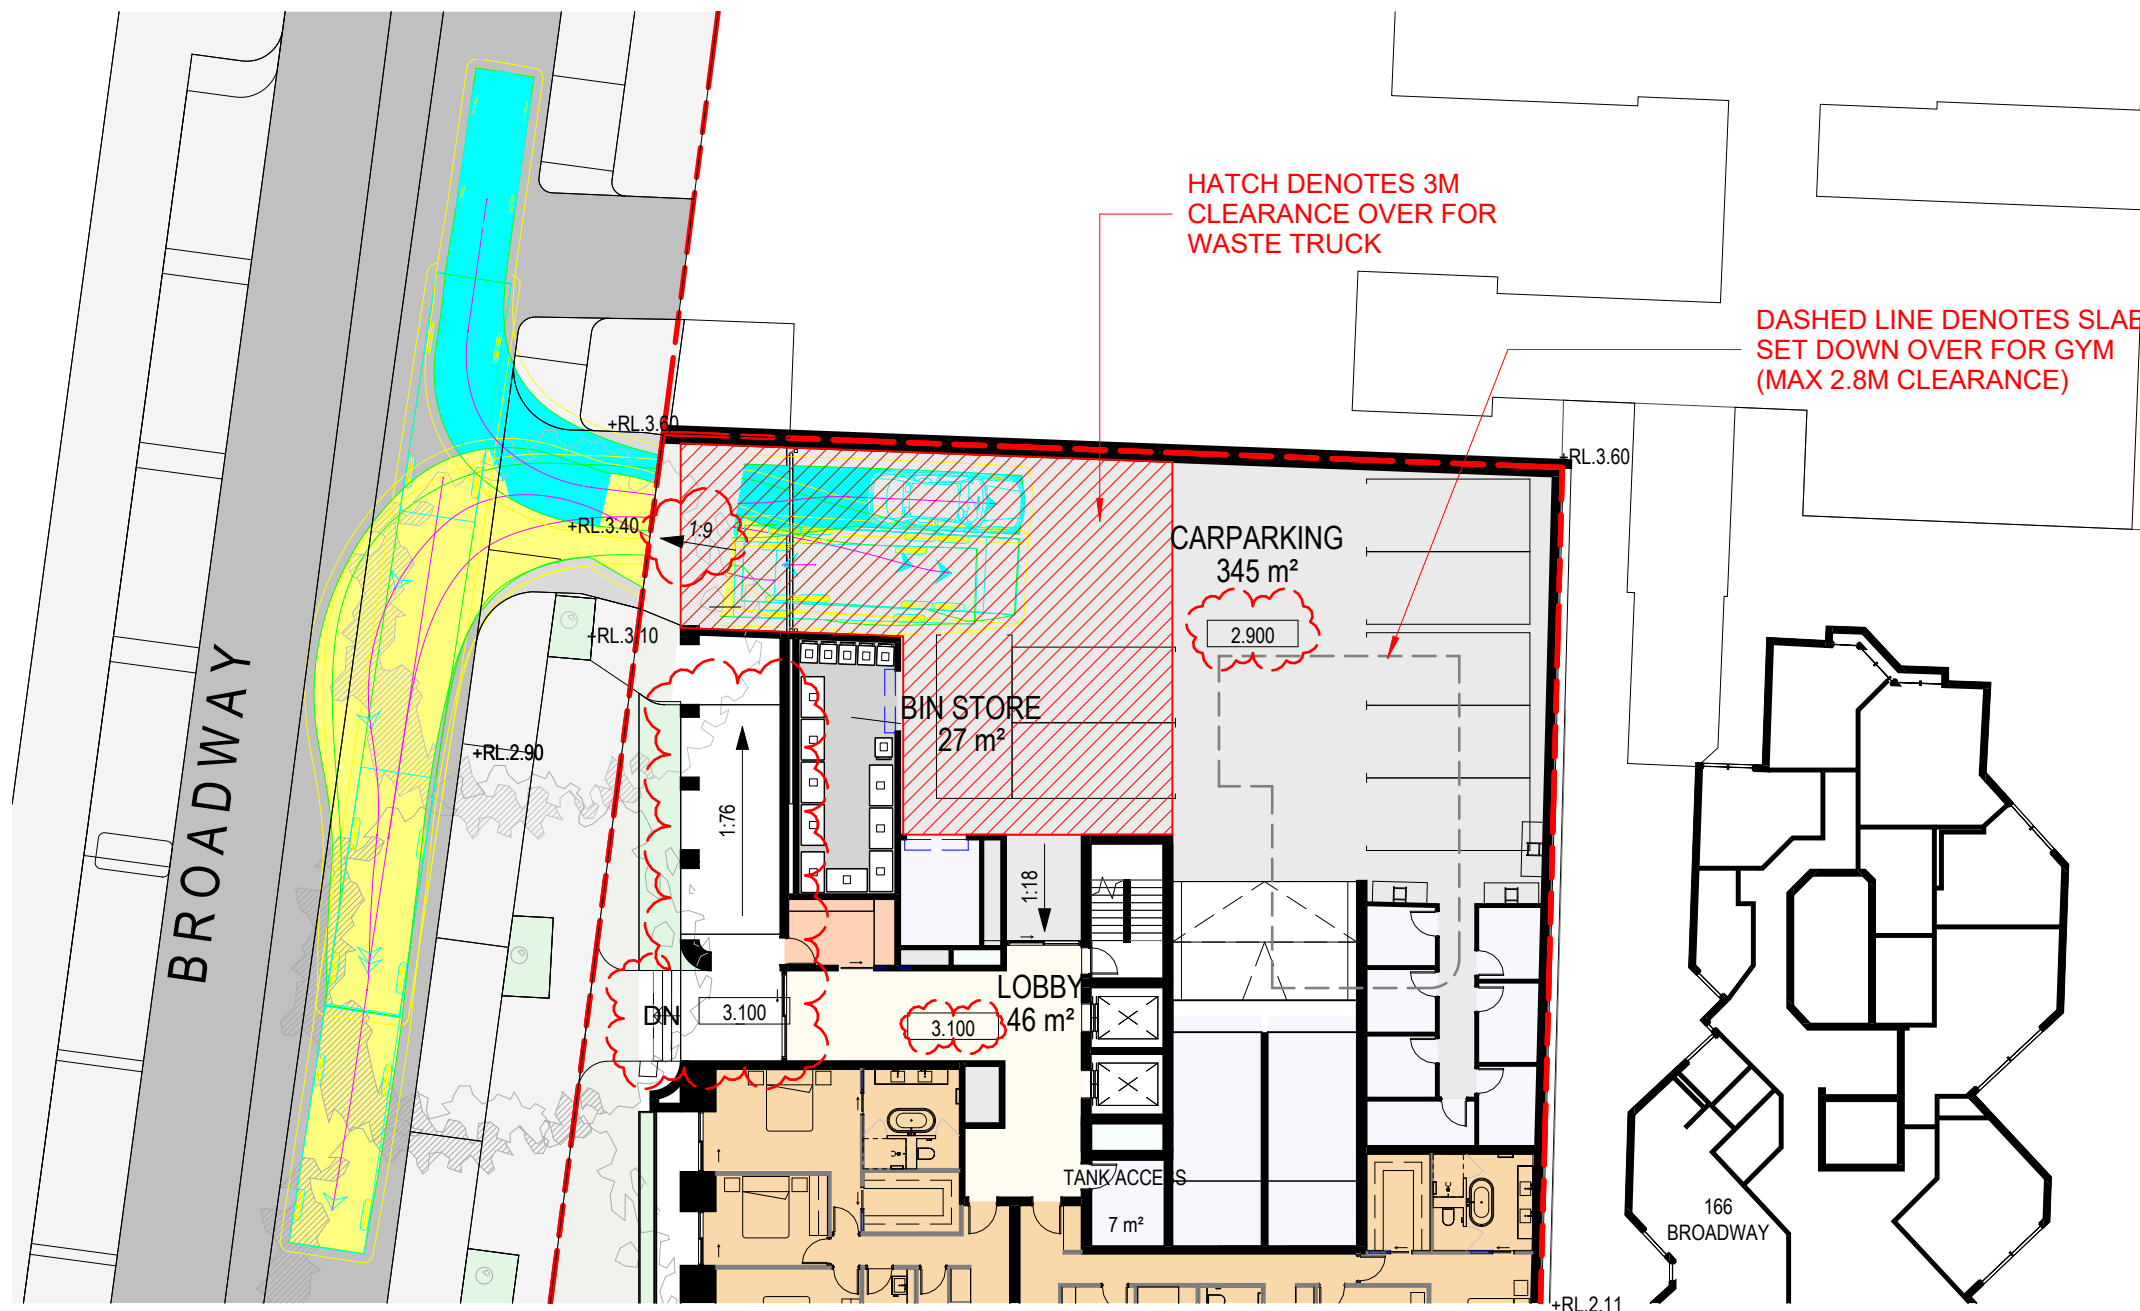 HATCH DENOTES 3M
CLEARANCE OVER FOR
WASTE TRUCK
DASHED LINE DENOTES SLAB
SET DOWN OVER FOR GYM
(MAX 2.8M CLEARANCE)
+RL.3.60
+RL.3.60
+RL.3.40
1:9
CARPARKING
345 m²
2.900
+RL.3.10
BIN STORE
27 m²
+RL.2.90
BROADWAY
1:76
1:18
LOBBY
46 m²
DN
3.100
3.100
TANK ACCESS
7 m²
166
BROADWAY
+RL.2.11